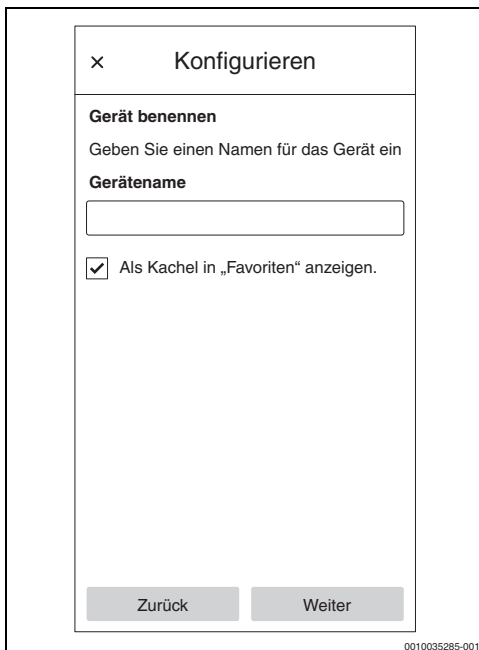 × Konfigurieren
Gerät benennen
Geben Sie einen Namen für das Gerät ein
Gerätename
Als Kachel in „Favoriten“ anzeigen.
Zurück Weiter
0010035285-001